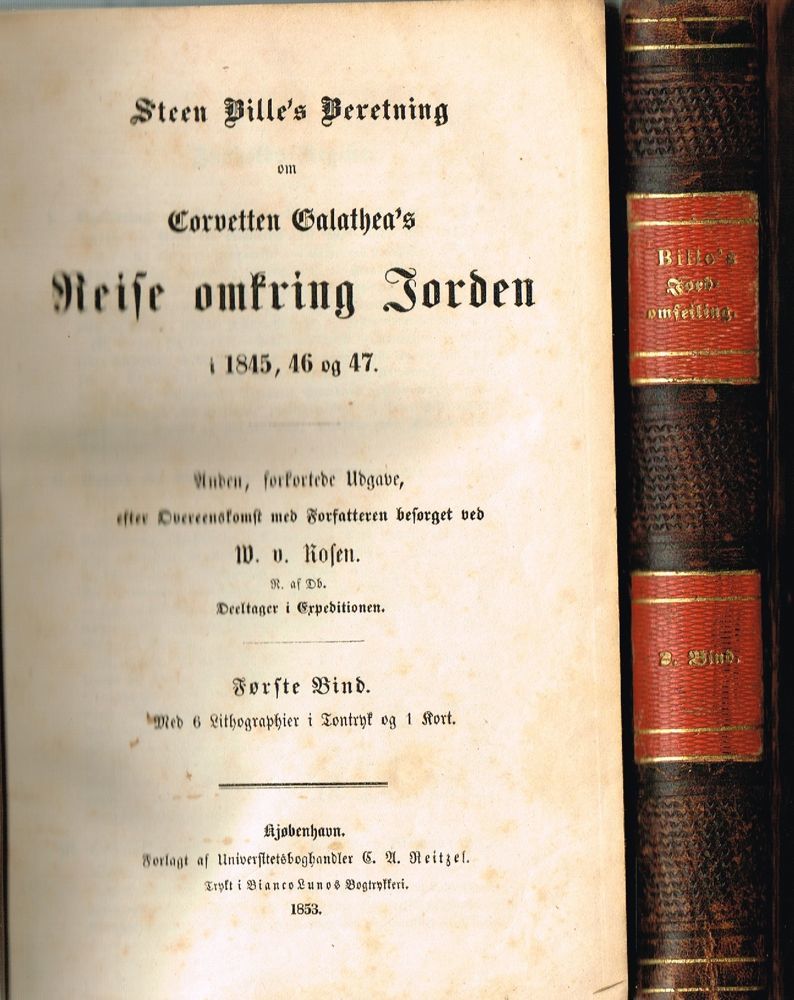 Steen Bille's Beretning
om
Corvetten Galathea's
Reise omkring Jorden
i 1845, 46 og 47.
Anden, forkortede Udgave,
efter Overeenskomst med Forfatteren besørget ved
W. v. Rosen.
R. af Db.
Deeltager i Expeditionen.
Første Bind.
Med 6 Lithographier i Tontryk og 1 Kort.
Kjøbenhavn.
Forlagt af Universitetsboghandler C. A. Reitzel.
Trykt i Bianco Lunos Bogtrykkeri.
1853.
Bille's
Jord-
omseiling.
2. Bind.